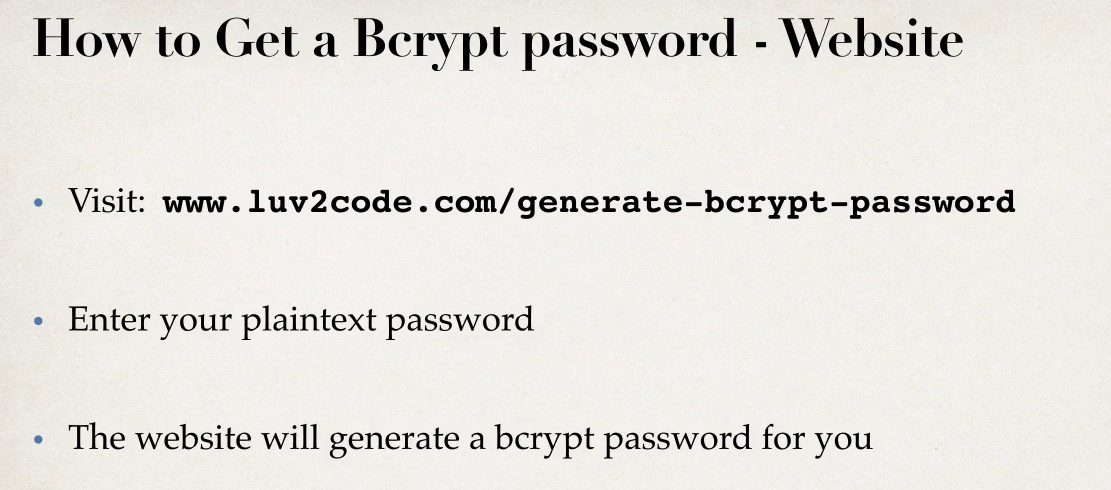 How to Get a Bcrypt password - Website
• Visit: www.luv2code.com/generate-bcrypt-password
• Enter your plaintext password
• The website will generate a bcrypt password for you